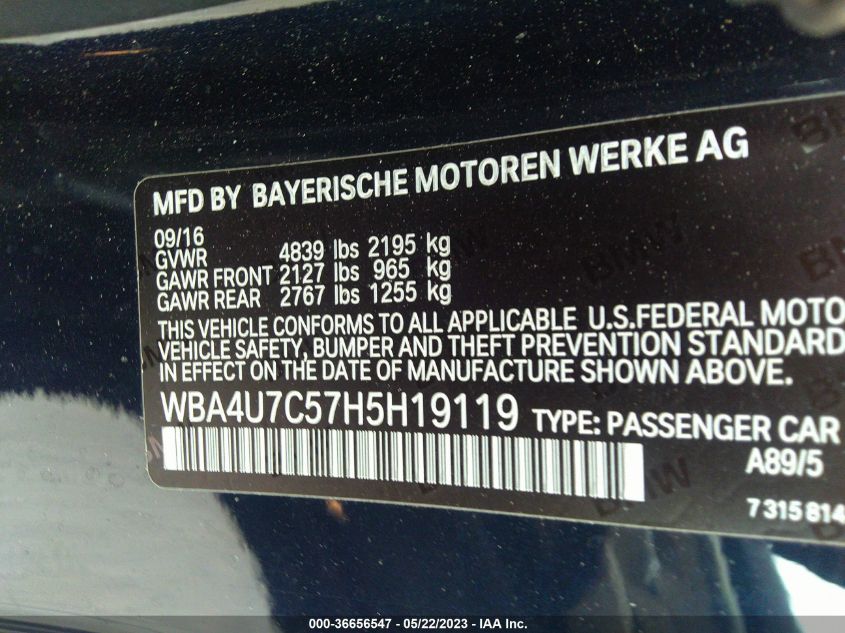 MFD BY BAYERISCHE MOTOREN WERKE AG
09/16
GVWR 4839 lbs 2195 kg
GAWR FRONT 2127 lbs 965 kg
GAWR REAR 2767 lbs 1255 kg
THIS VEHICLE CONFORMS TO ALL APPLICABLE U.S.FEDERAL MOTO
VEHICLE SAFETY, BUMPER AND THEFT PREVENTION STANDARD
IN EFFECT ON THE DATE OF MANUFACTURE SHOWN ABOVE.
WBA4U7C57H5H19119 TYPE: PASSENGER CAR
A89/5
7 315 814
000-36656547 - 05/22/2023 - IAA Inc.